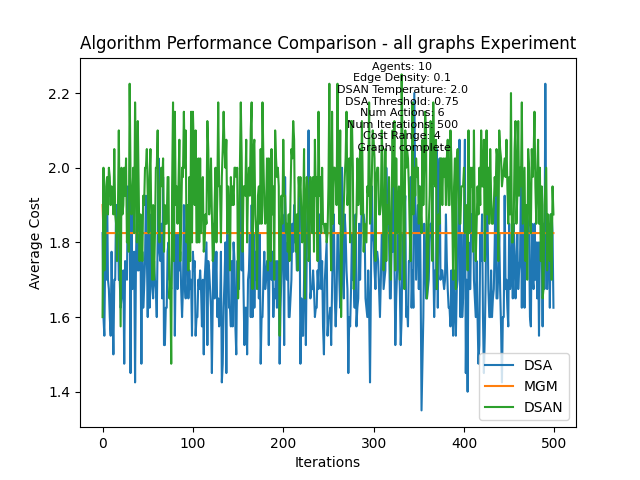 Algorithm Performance Comparison - all graphs Experiment
Agents: 10
Edge Density: 0.1
DSAN Temperature: 2.0
DSA Threshold: 0.75
Num Actions: 6
Num Iterations: 500
Cost Range: 4
Graph: complete
2.2
2.0
1.8
1.6
1.4
Average Cost
0
100
200
300
400
500
Iterations
DSA
MGM
DSAN